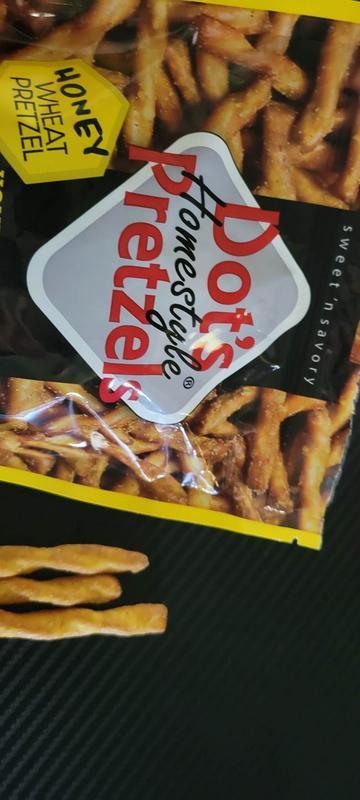 sweet 'n savory
Dot's
Homestyle
Pretzels®
HONEY
WHEAT
PRETZEL